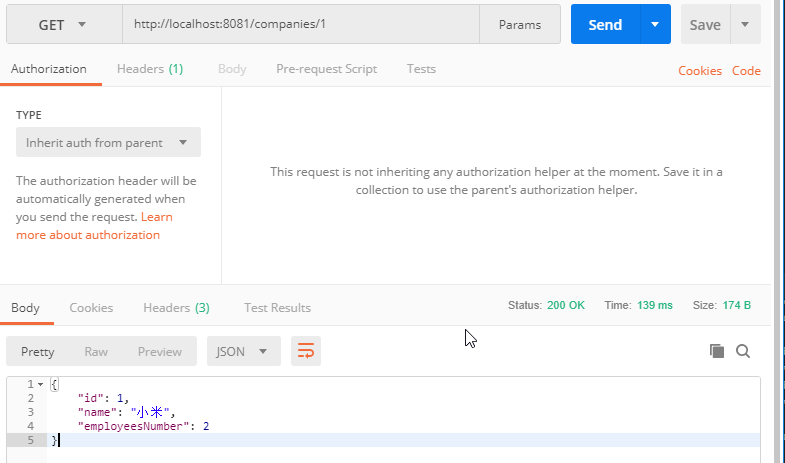 GET http://localhost:8081/companies/1 Params Send Save
Authorization Headers (1) Body Pre-request Script Tests Cookies Code
TYPE
Inherit auth from parent
The authorization header will be
automatically generated when
you send the request. Learn
more about authorization
This request is not inheriting any authorization helper at the moment. Save it in a
collection to use the parent's authorization helper.
Body Cookies Headers (3) Test Results Status: 200 OK Time: 139 ms Size: 174 B
Pretty Raw Preview JSON
1 {
2 "id": 1,
3 "name": "小米",
4 "employeesNumber": 2
5 }